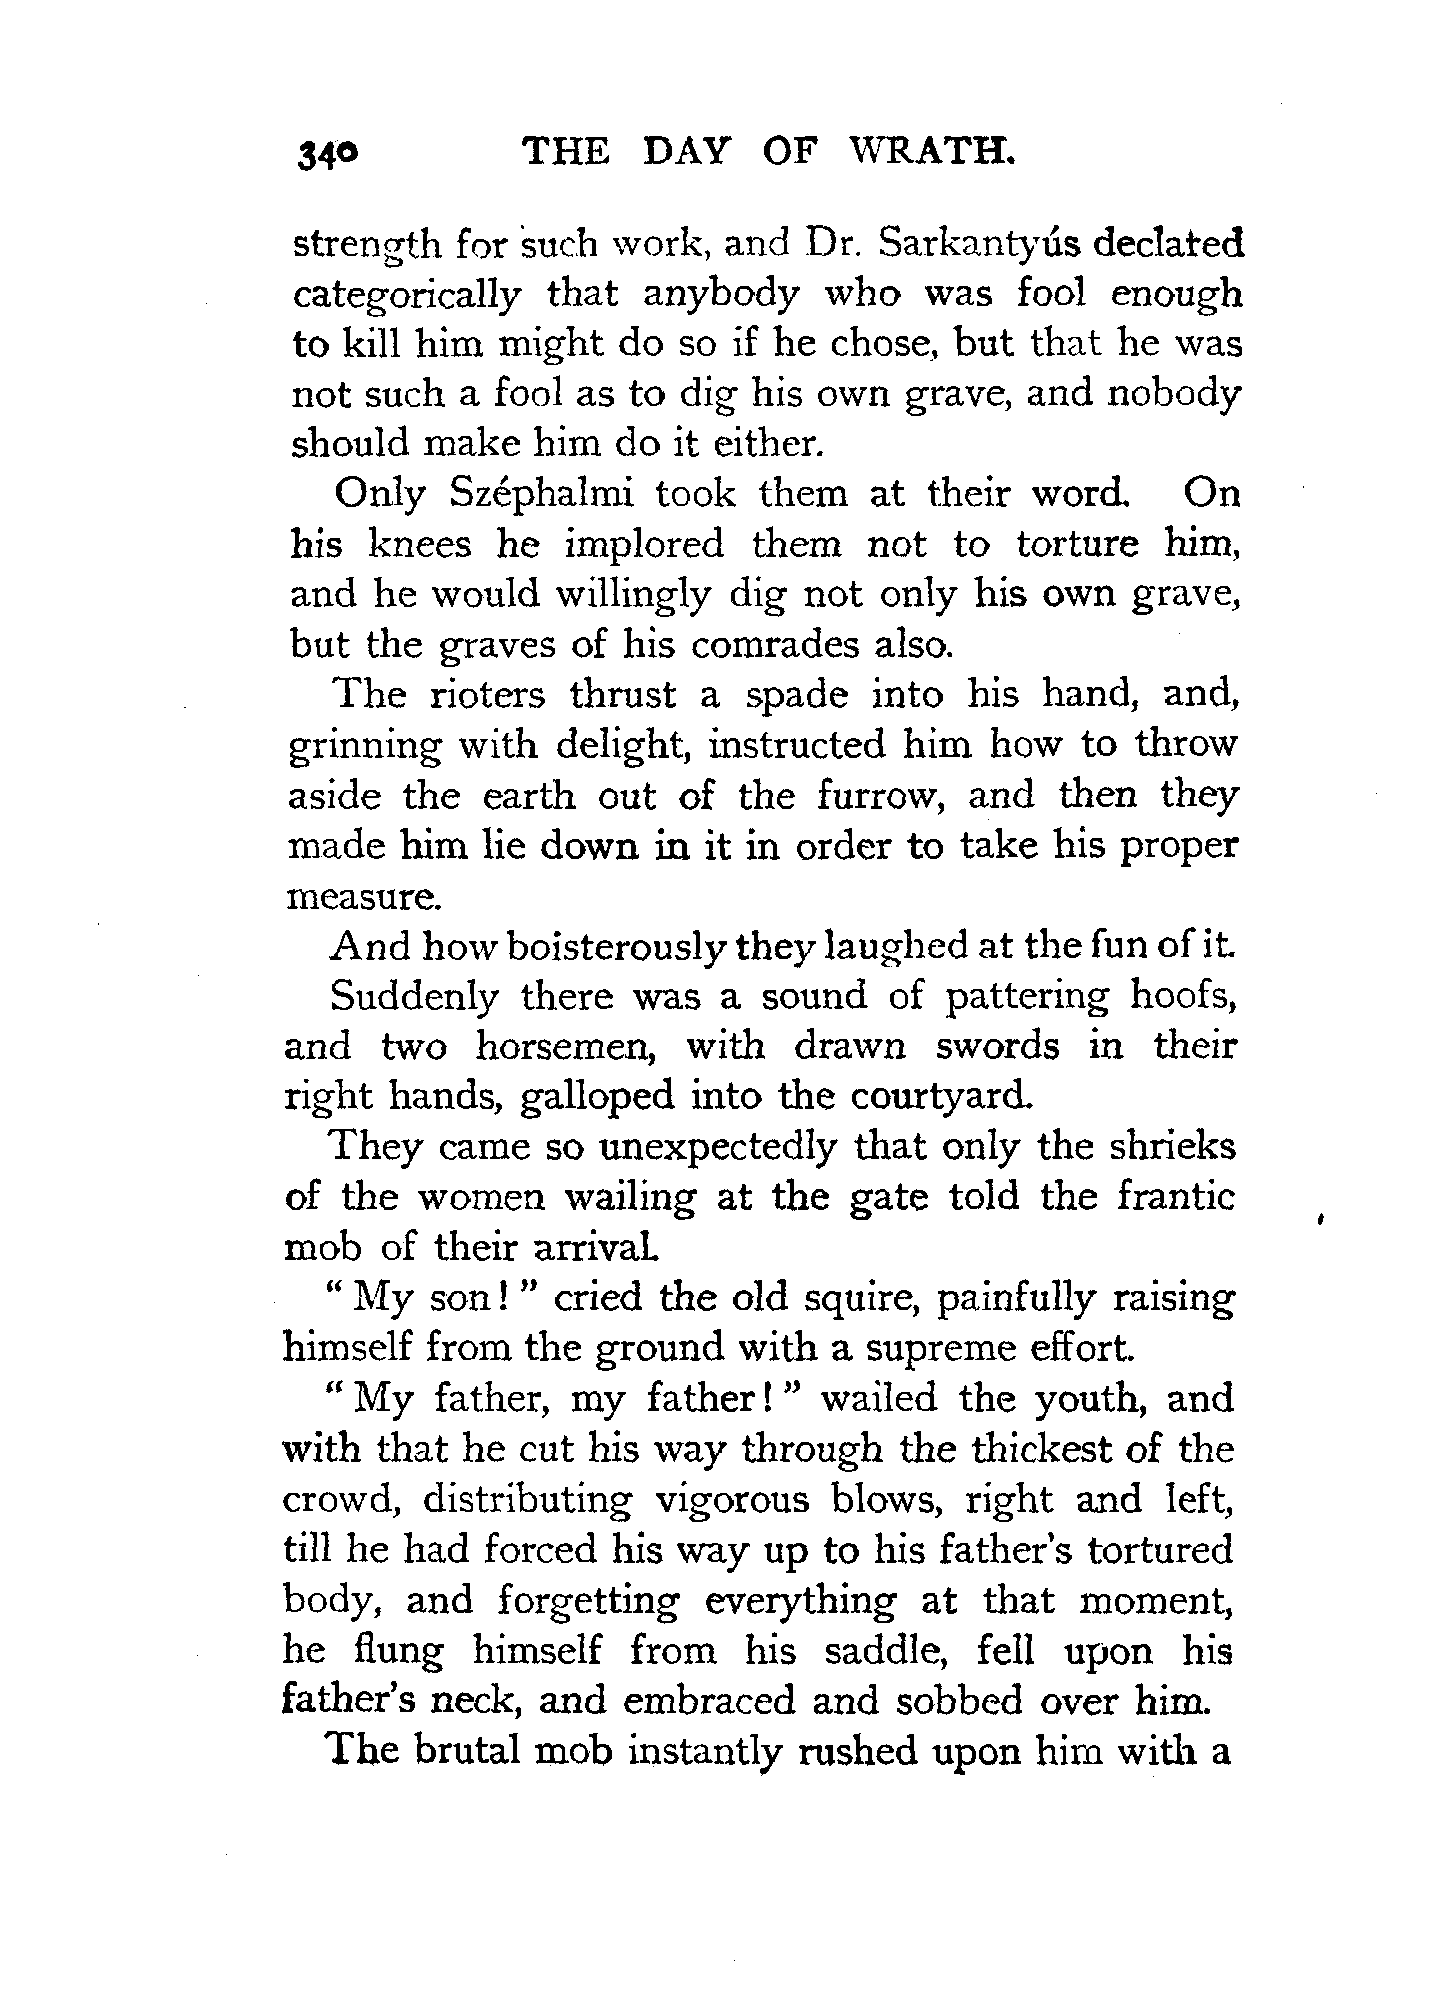 340 THE DAY OF WRATH.
strength for such work, and Dr. Sarkantyús declared
categorically that anybody who was fool enough
to kill him might do so if he chose, but that he was
not such a fool as to dig his own grave, and nobody
should make him do it either.
Only Széphalmi took them at their word. On
his knees he implored them not to torture him,
and he would willingly dig not only his own grave,
but the graves of his comrades also.
The rioters thrust a spade into his hand, and,
grinning with delight, instructed him how to throw
aside the earth out of the furrow, and then they
made him lie down in it in order to take his proper
measure.
And how boisterously they laughed at the fun of it.
Suddenly there was a sound of pattering hoofs,
and two horsemen, with drawn swords in their
right hands, galloped into the courtyard.
They came so unexpectedly that only the shrieks
of the women wailing at the gate told the frantic
mob of their arrival.
“ My son! ” cried the old squire, painfully raising
himself from the ground with a supreme effort.
“ My father, my father! ” wailed the youth, and
with that he cut his way through the thickest of the
crowd, distributing vigorous blows, right and left,
till he had forced his way up to his father's tortured
body, and forgetting everything at that moment,
he flung himself from his saddle, fell upon his
father's neck, and embraced and sobbed over him.
The brutal mob instantly rushed upon him with a